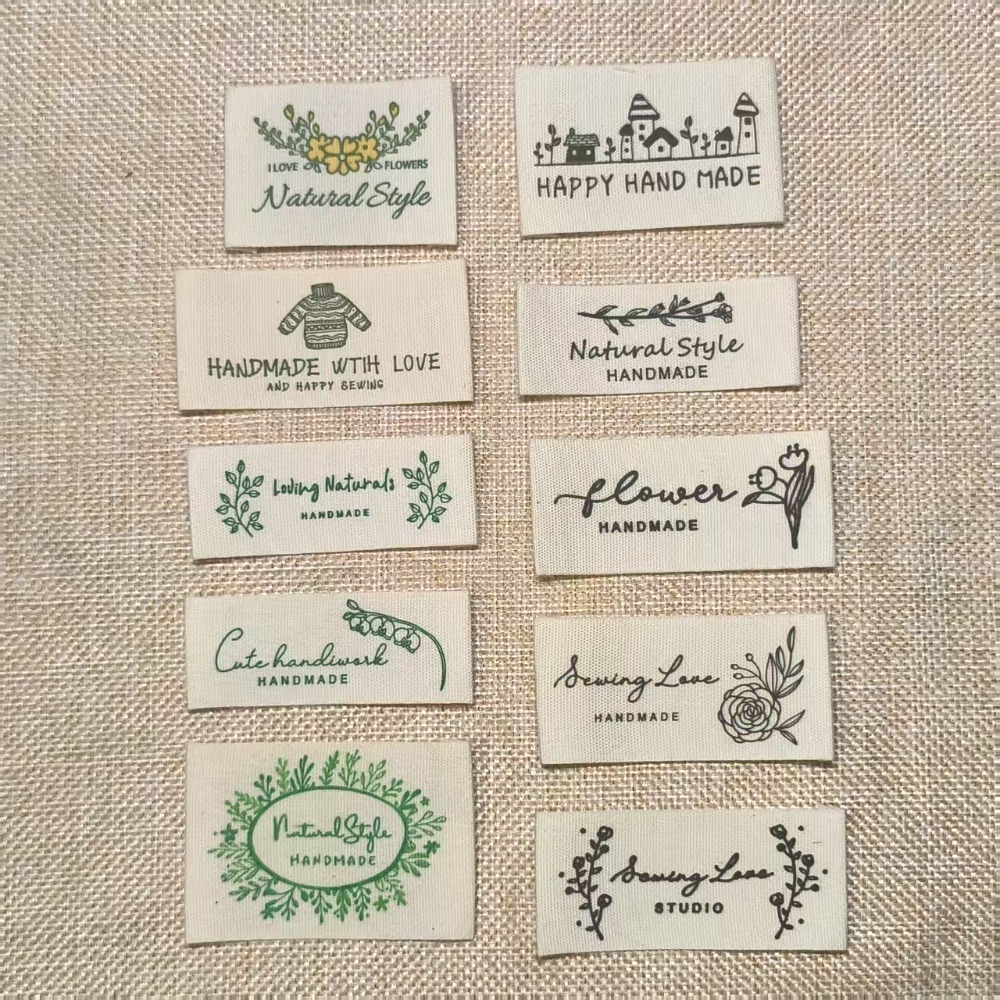 I LOVE FLOWERS
Natural Style
HAPPY HAND MADE
HANDMADE WTIH LOVE
AND HAPPY SEWING
Natural Style
HANDMADE
Loving Naturals
HANDMADE
flower
HANDMADE
Cute handiwork
HANDMADE
Sewing Love
HANDMADE
Natural Style
HANDMADE
Sewing Love
STUDIO